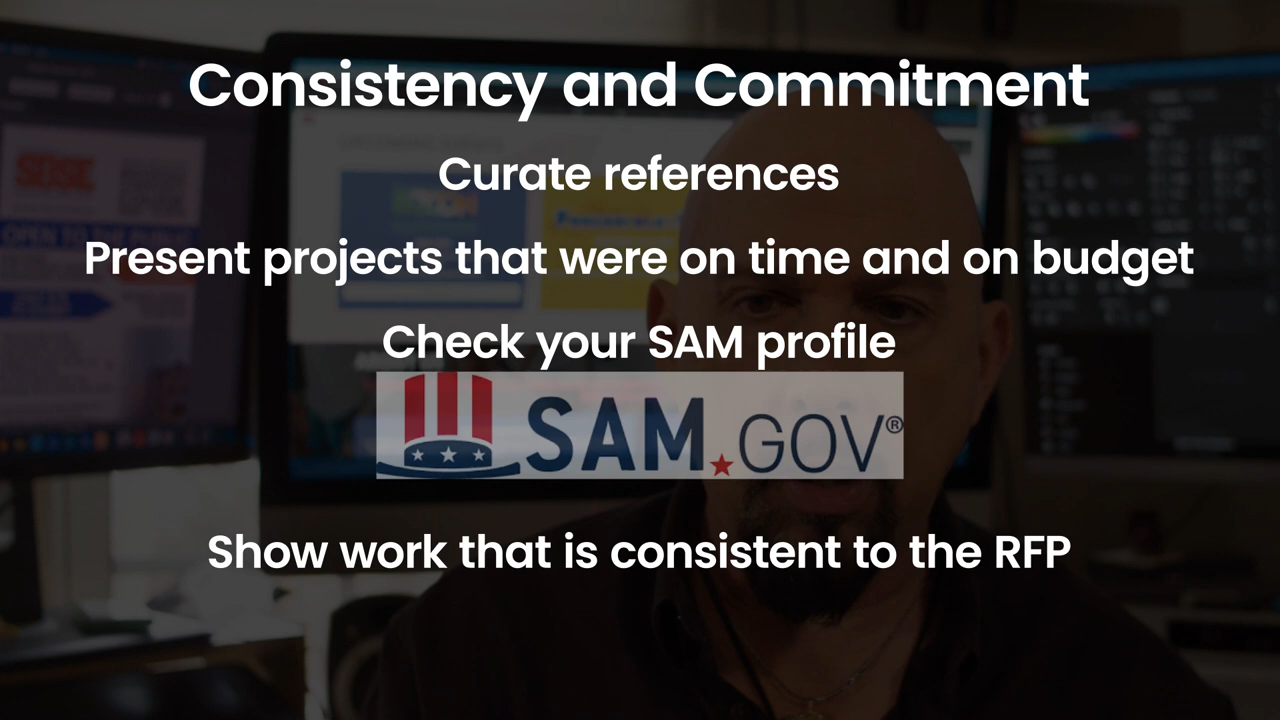 Consistency and Commitment
Curate references
Present projects that were on time and on budget
Check your SAM profile
SAM.GOV®
Show work that is consistent to the RFP
SBSE